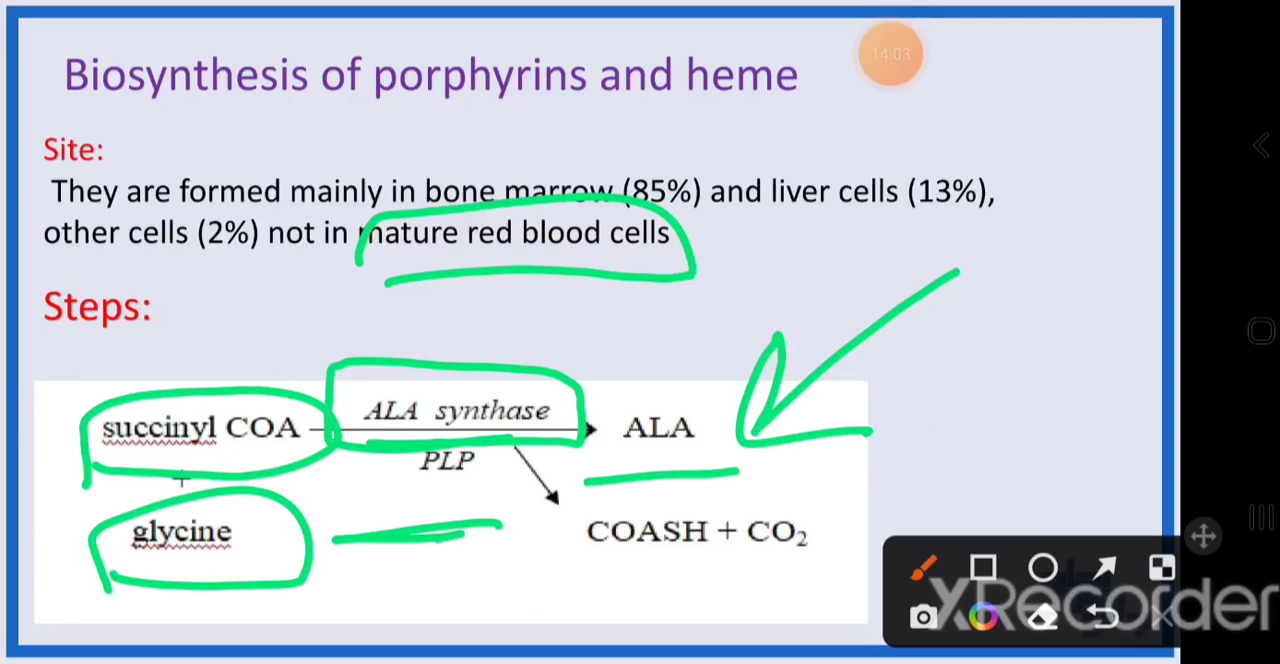 14:03
Biosynthesis of porphyrins and heme
Site:
They are formed mainly in bone marrow (85%) and liver cells (13%),
other cells (2%) not in mature red blood cells
Steps:
succinyl COA
ALA synthase
ALA
+
PLP
glycine
COASH + CO₂
XRecorder